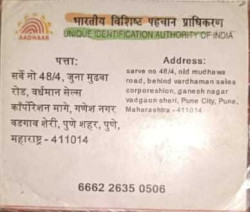 भारतीय विशिष्ट पहचान प्राधिकरण
AADHAAR
UNIQUE IDENTIFICATION AUTHORITY OF INDIA
पत्ता:
सर्वे नो 48/4, जुना मुढवा
रोड, वर्धमान सेल्स
कॉर्पोरेशन मागे, गणेश नगर
वडगाव शेरी, पुणे शहर, पुणे,
महाराष्ट्र - 411014
Address:
sarve no 48/4, nid mudhawa
road, behind vardhaman sales
corporeshion, ganesh nagar
vadgaun sheri, Pune City, Pune,
Maharashtra - 411014
6662 2635 0506